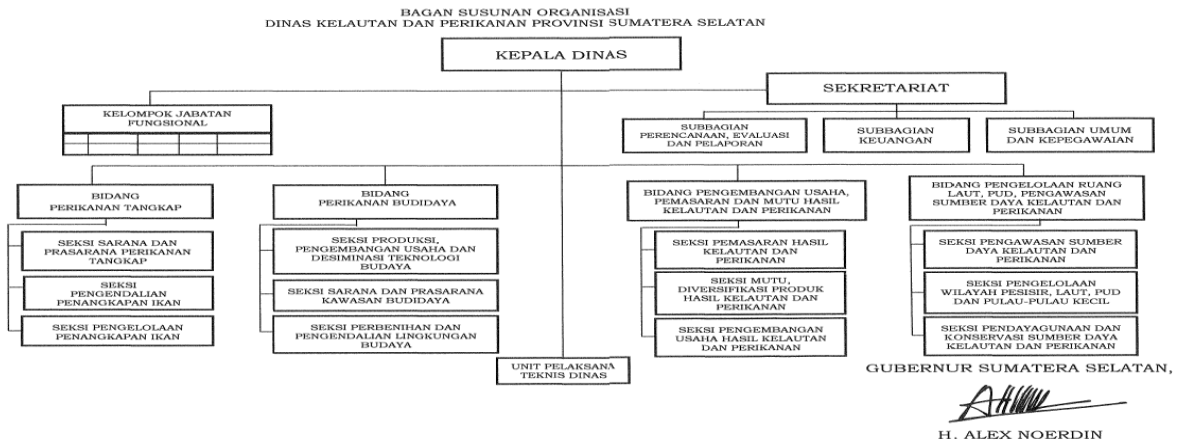 BAGAN SUSUNAN ORGANISASI
DINAS KELAUTAN DAN PERIKANAN PROVINSI SUMATERA SELATAN
KEPALA DINAS
SEKRETARIAT
KELOMPOK JABATAN
FUNGSIONAL
SUBBAGIAN
PERENCANAAN, EVALUASI
DAN PELAPORAN
SUBBAGIAN
KEUANGAN
SUBBAGIAN UMUM
DAN KEPEGAWAIAN
BIDANG
PERIKANAN TANGKAP
SEKSI SARANA DAN
PRASARANA PERIKANAN
TANGKAP
SEKSI
PENGENDALIAN
PENANGKAPAN IKAN
SEKSI PENGELOLAAN
PENANGKAPAN IKAN
BIDANG
PERIKANAN BUDIDAYA
SEKSI PRODUKSI,
PENGEMBANGAN USAHA DAN
DESIMINASI TEKNOLOGI
BUDAYA
SEKSI SARANA DAN PRASARANA
KAWASAN BUDIDAYA
SEKSI PERBENIHAN DAN
PENGENDALIAN LINGKUNGAN
BUDAYA
UNIT PELAKSANA
TEKNIS DINAS
BIDANG PENGEMBANGAN USAHA,
PEMASARAN DAN MUTU HASIL
KELAUTAN DAN PERIKANAN
SEKSI PEMASARAN HASIL
KELAUTAN DAN
PERIKANAN
SEKSI MUTU,
DIVERSIFIKASI PRODUK
HASIL KELAUTAN DAN
PERIKANAN
SEKSI PENGEMBANGAN
USAHA HASIL KELAUTAN
DAN PERIKANAN
BIDANG PENGELOLAAN RUANG
LAUT, PUD, PENGAWASAN
SUMBER DAYA KELAUTAN DAN
PERIKANAN
SEKSI PENGAWASAN SUMBER
DAYA KELAUTAN DAN
PERIKANAN
SEKSI PENGELOLAAN
WILAYAH PESISIR, LAUT, PUD
DAN PULAU-PULAU KECIL
SEKSI PENDAYAGUNAAN DAN
KONSERVASI SUMBER DAYA
KELAUTAN DAN PERIKANAN
GUBERNUR SUMATERA SELATAN,
H. ALEX NOERDIN